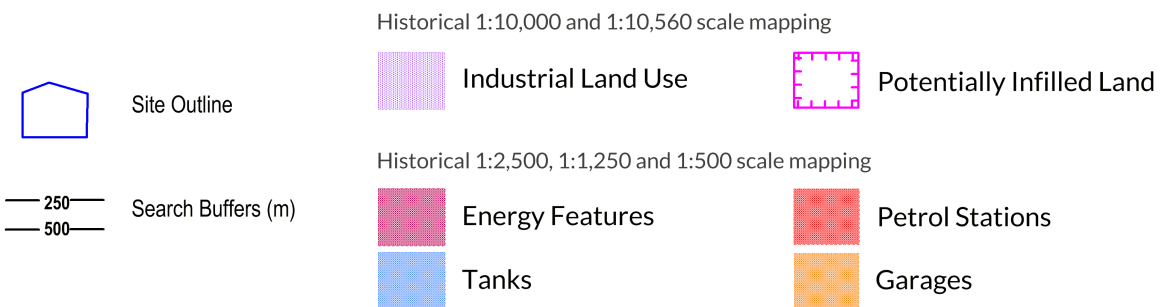 Historical 1:10,000 and 1:10,560 scale mapping
Industrial Land Use
Potentially Infilled Land
Site Outline
Historical 1:2,500, 1:1,250 and 1:500 scale mapping
250
500
Search Buffers (m)
Energy Features
Petrol Stations
Tanks
Garages